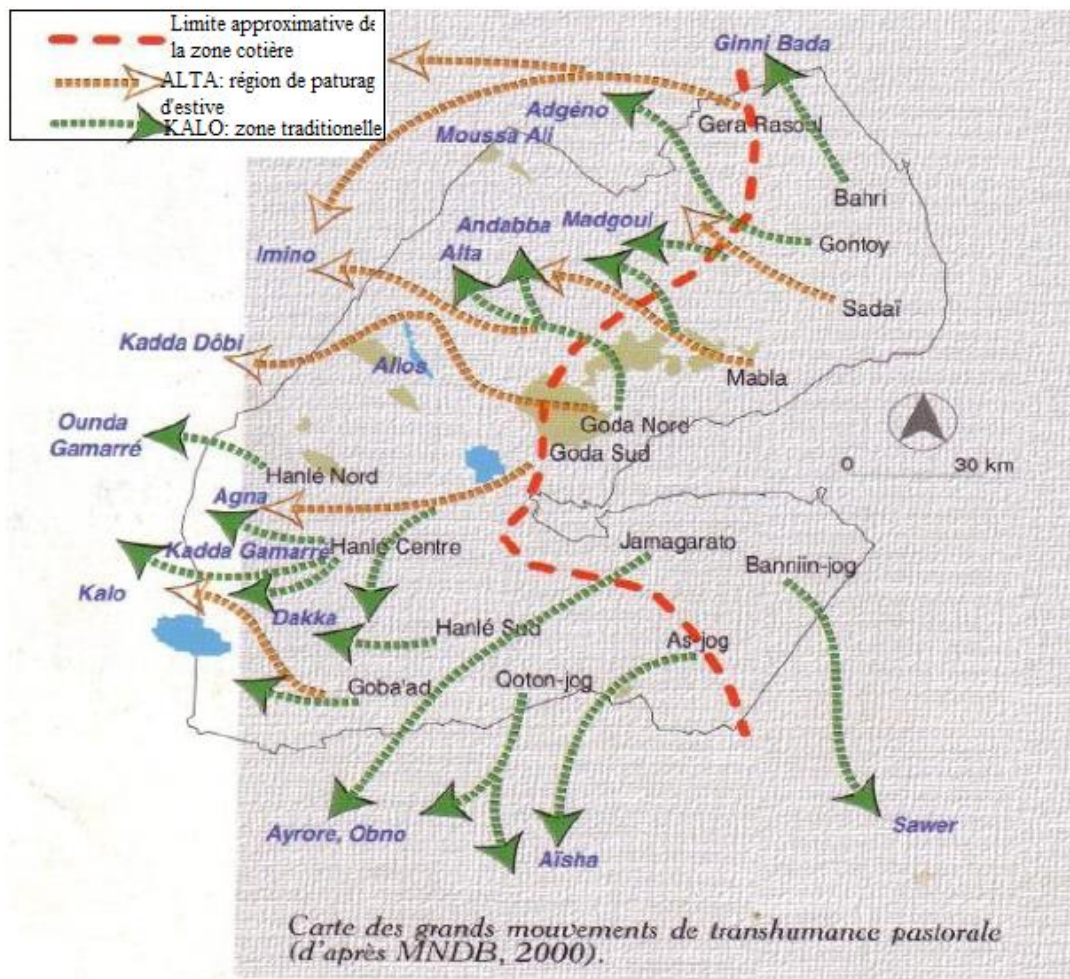 Limite approximative de
la zone cotière
ALTA: région de paturag
d'estive
KALO: zone traditionelle
Ginni Bada
Adgéno
Gera Rasoul
Moussa Ali
Bahri
Andabba
Madgoul
Gontoy
Imino
Alta
Sadaï
Kadda Dôbi
Allos
Mabla
Ounda
Gamarré
Goda Nord
Goda Sud
0 30 km
Hanlé Nord
Agna
Kadda Gamarré
Hanlé Centre
Jamagarato
Banniin-jog
Kalo
Dakka
Hanlé Sud
As-jog
Goba'ad
Qoton-jog
Ayrore, Obno
Aïsha
Sawer
Carte des grands mouvements de transhumance pastorale
(d'après MNDB, 2000).